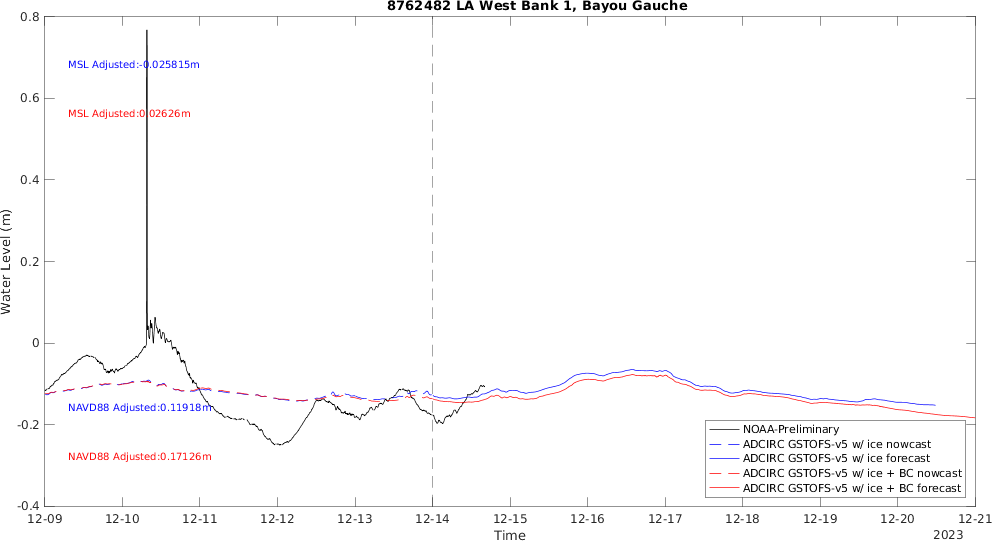 8762482 LA West Bank 1, Bayou Gauche
0.8
0.6
0.4
0.2
0
-0.2
-0.4
Water Level (m)
MSL Adjusted:-0.025815m
MSL Adjusted:0.02626m
NAVD88 Adjusted:0.11918m
NAVD88 Adjusted:0.17126m
NOAA-Preliminary
ADCIRC GSTOFS-v5 w/ ice nowcast
ADCIRC GSTOFS-v5 w/ ice forecast
ADCIRC GSTOFS-v5 w/ ice + BC nowcast
ADCIRC GSTOFS-v5 w/ ice + BC forecast
12-09 12-10 12-11 12-12 12-13 12-14 12-15 12-16 12-17 12-18 12-19 12-20 12-21
Time
2023